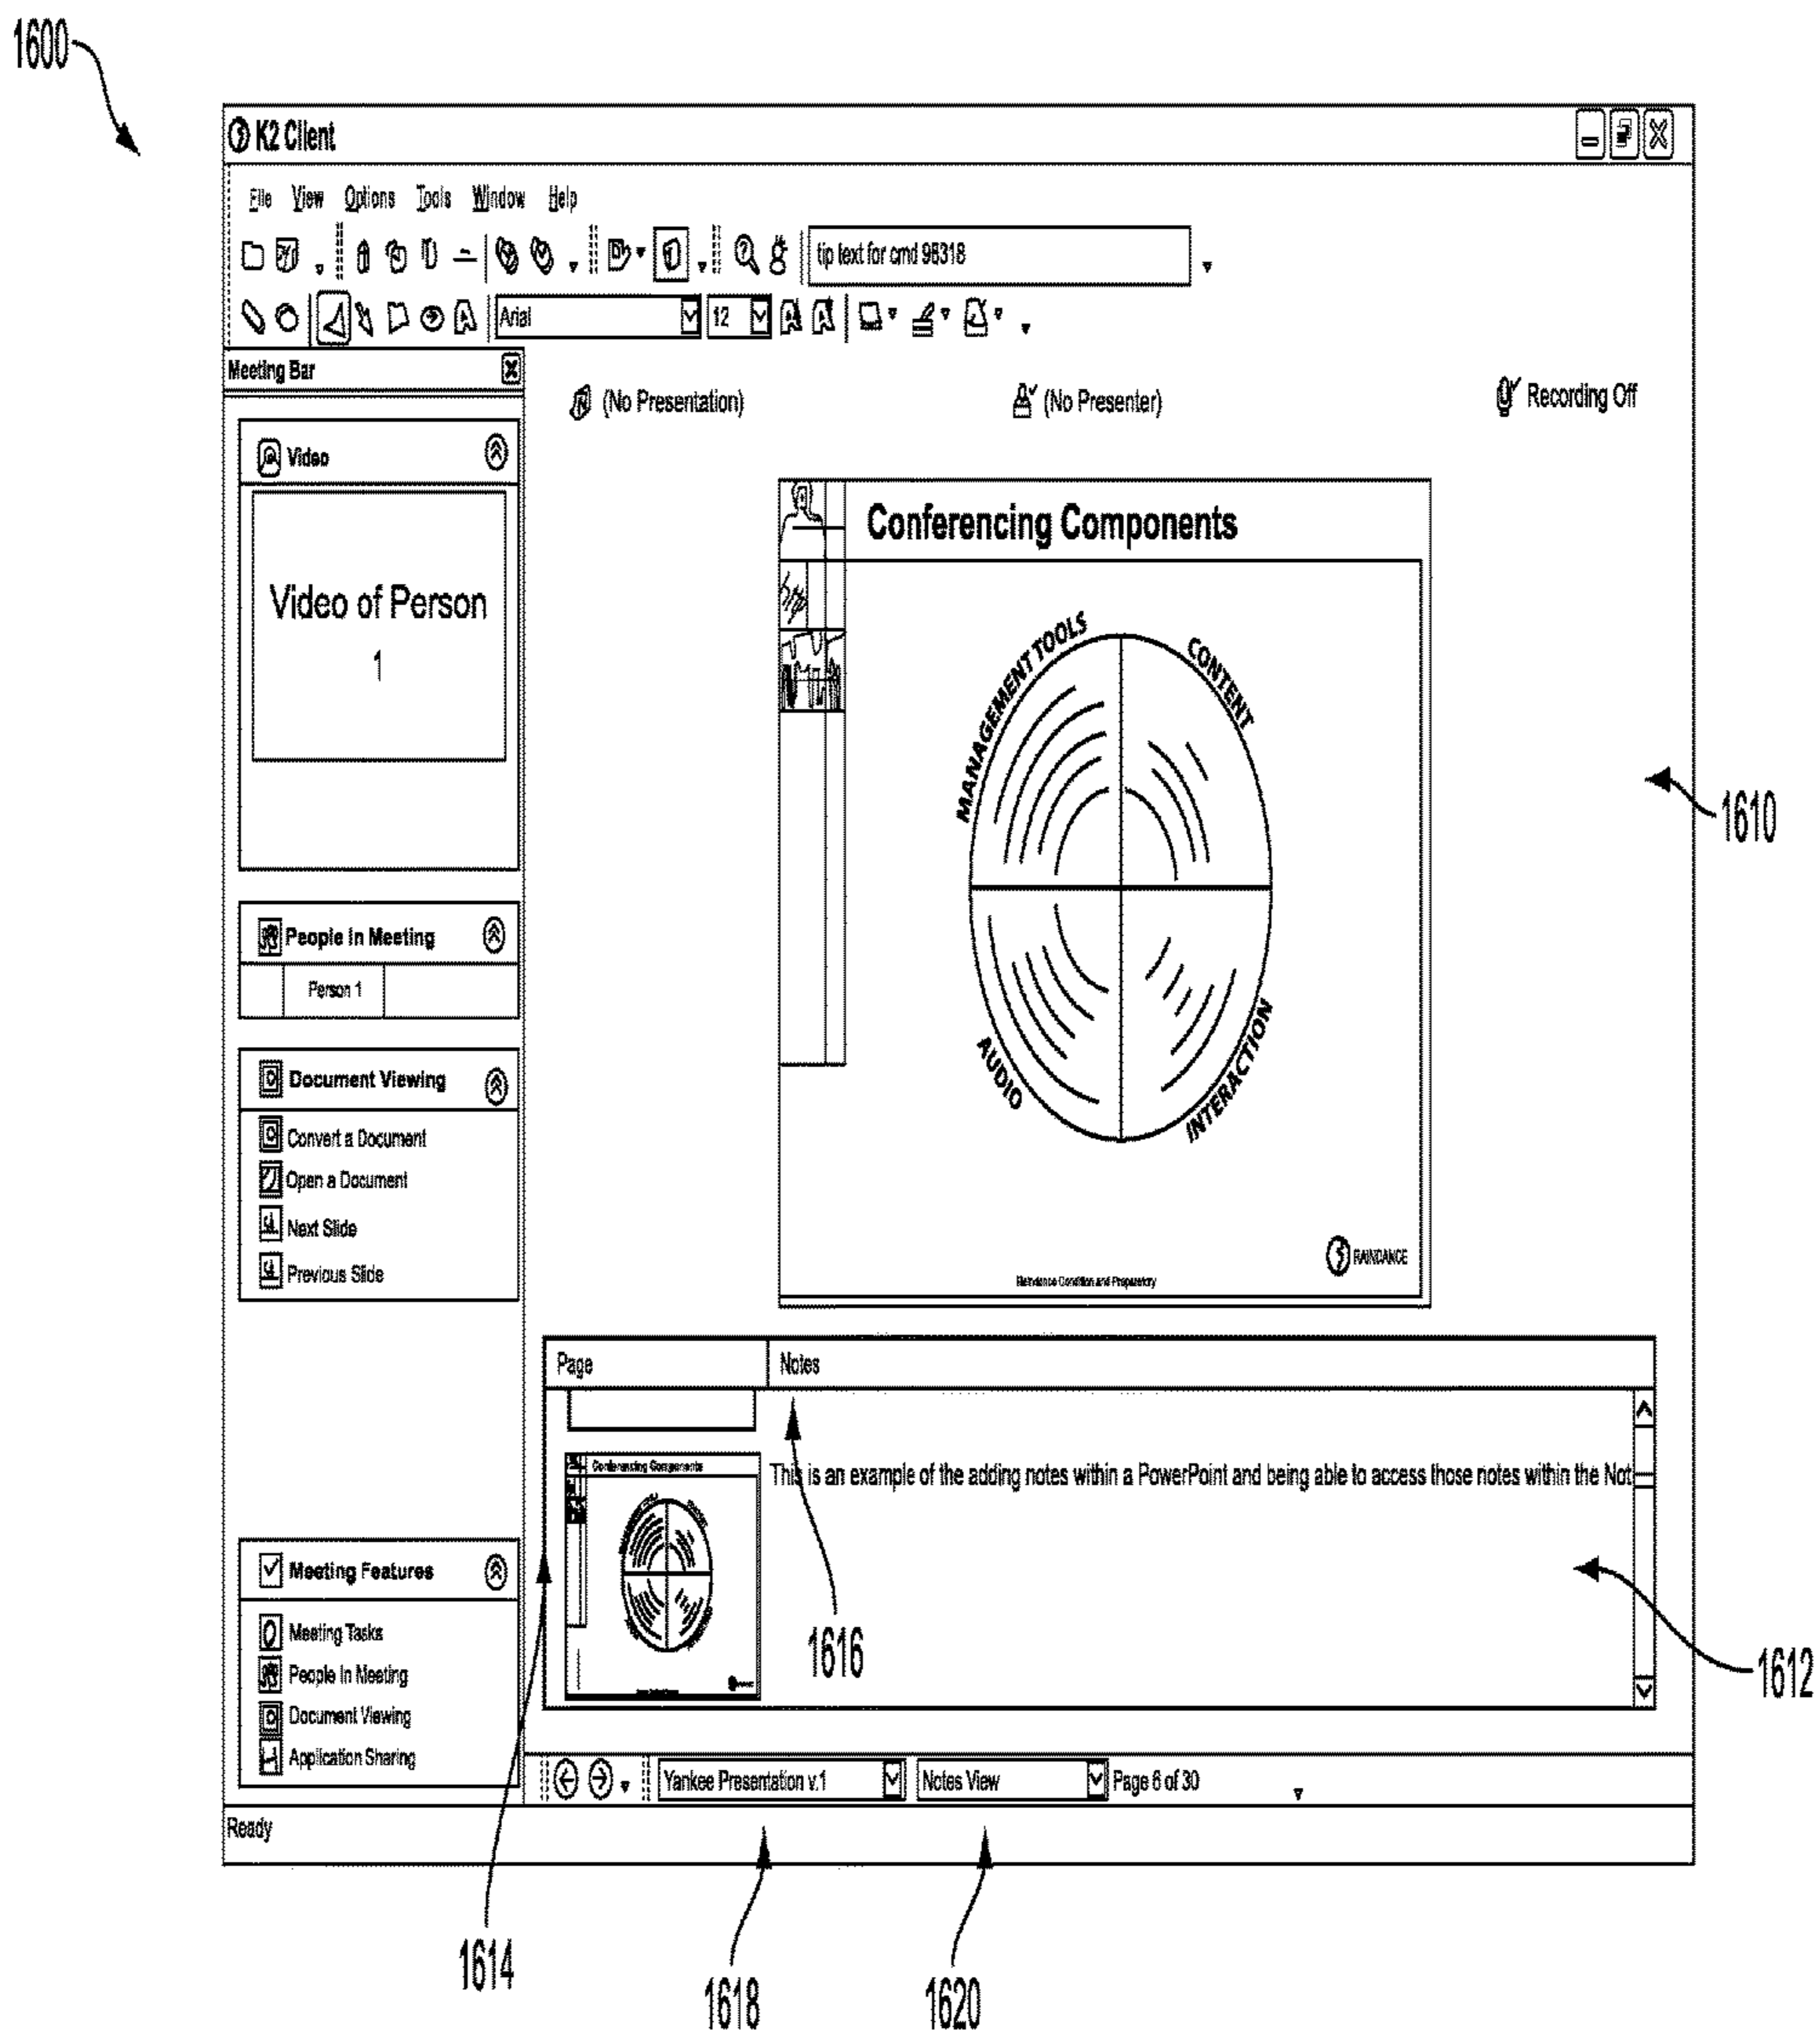 1600
K2 Client
File View Options Tools Window Help
tip text for cmd 98318
Arial 12
Meeting Bar
(No Presentation) (No Presenter) Recording Off
Video
Video of Person
1
Conferencing Components
MANAGEMENT TOOLS
CONTENT
AUDIO
INTERACTION
RAINDANCE
1610
People In Meeting
Person 1
Document Viewing
Convert a Document
Open a Document
Next Slide
Previous Slide
Page Notes
Conferencing Components
This is an example of the adding notes within a PowerPoint and being able to access those notes within the Not
1616
1612
Meeting Features
Meeting Tasks
People In Meeting
Document Viewing
Application Sharing
Yankee Presentation v.1 Notes View Page 6 of 30
Ready
1614
1618
1620